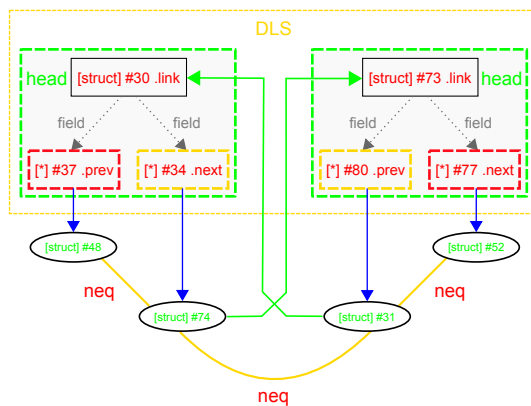 DLS
head
[struct] #30 .link
[struct] #73 .link
head
field
field
field
field
[*] #37 .prev
[*] #34 .next
[*] #80 .prev
[*] #77 .next
[struct] #48
[struct] #52
neq
neq
[struct] #74
[struct] #31
neq